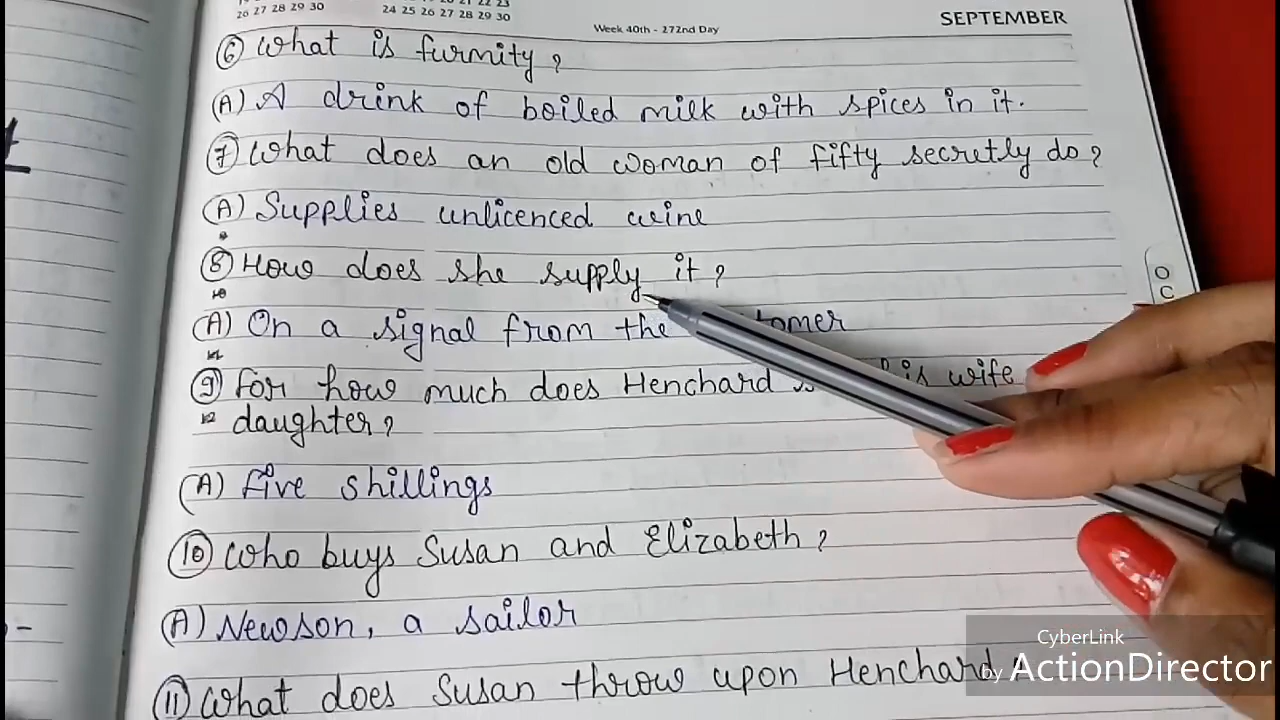 26 27 28 29 30
24 25 26 27 28 29 30
Week 40th - 272nd Day
SEPTEMBER
6 What is furmity?
(A) A drink of boiled milk with spices in it.
7 What does an old woman of fifty secretly do?
(A) Supplies unlicenced wine
8 How does she supply it?
(A) On a signal from the
9 For how much does Henchard his wife
daughter?
(A) Five shillings
10 Who buys Susan and Elizabeth?
(A) Newson, a sailor
11 What does Susan throw upon Henchard
O
C
CyberLink
by ActionDirector